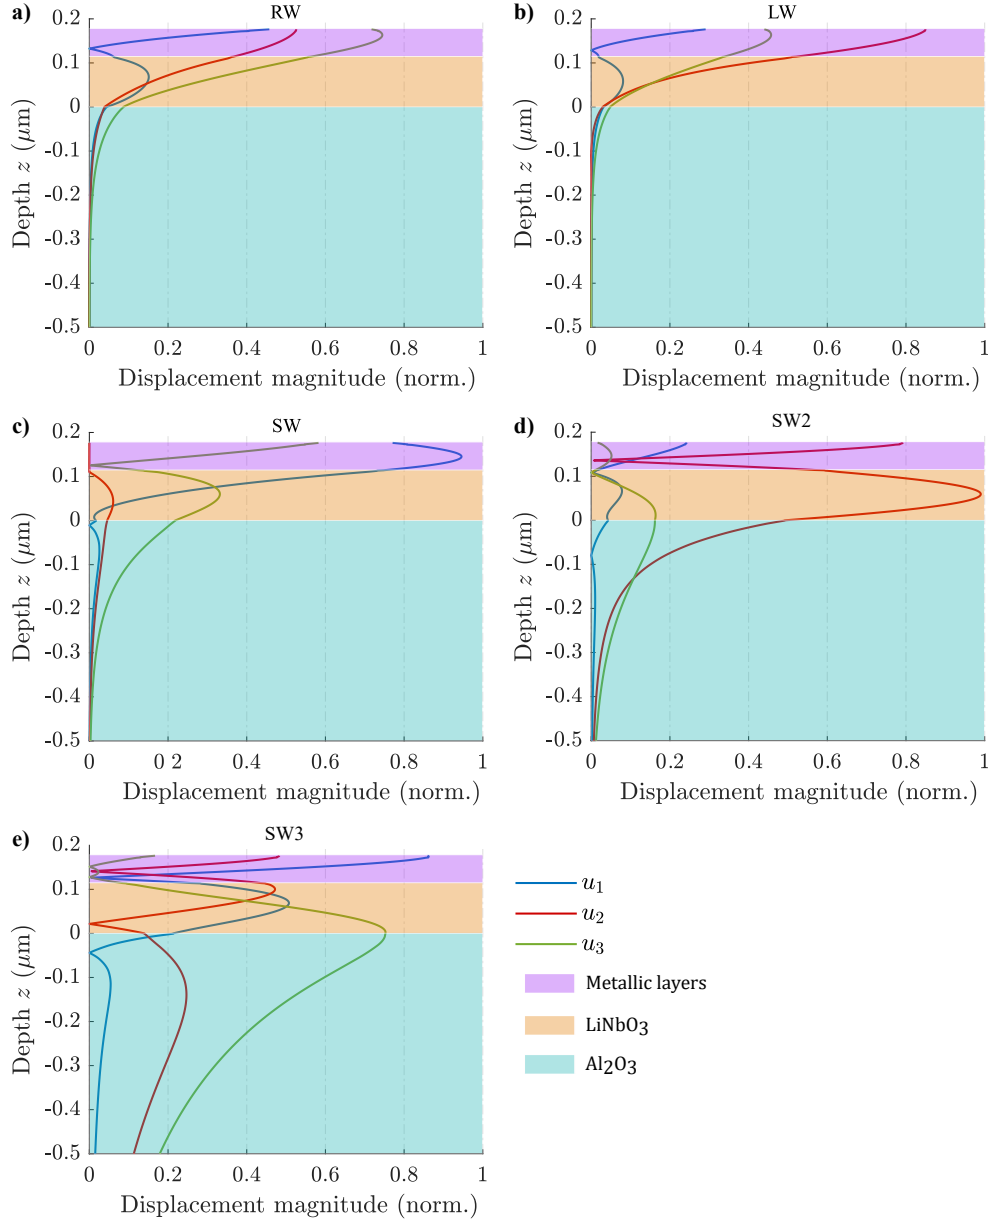 a)
RW
0.2
0.1
0
-0.1
-0.2
-0.3
-0.4
-0.5
Depth z (μm)
0 0.2 0.4 0.6 0.8 1
Displacement magnitude (norm.)
b)
LW
0.2
0.1
0
-0.1
-0.2
-0.3
-0.4
-0.5
Depth z (μm)
0 0.2 0.4 0.6 0.8 1
Displacement magnitude (norm.)
c)
SW
0.2
0.1
0
-0.1
-0.2
-0.3
-0.4
-0.5
Depth z (μm)
0 0.2 0.4 0.6 0.8 1
Displacement magnitude (norm.)
d)
SW2
0.2
0.1
0
-0.1
-0.2
-0.3
-0.4
-0.5
Depth z (μm)
0 0.2 0.4 0.6 0.8 1
Displacement magnitude (norm.)
e)
SW3
0.2
0.1
0
-0.1
-0.2
-0.3
-0.4
-0.5
Depth z (μm)
0 0.2 0.4 0.6 0.8 1
Displacement magnitude (norm.)
u1
u2
u3
Metallic layers
LiNbO3
Al2O3